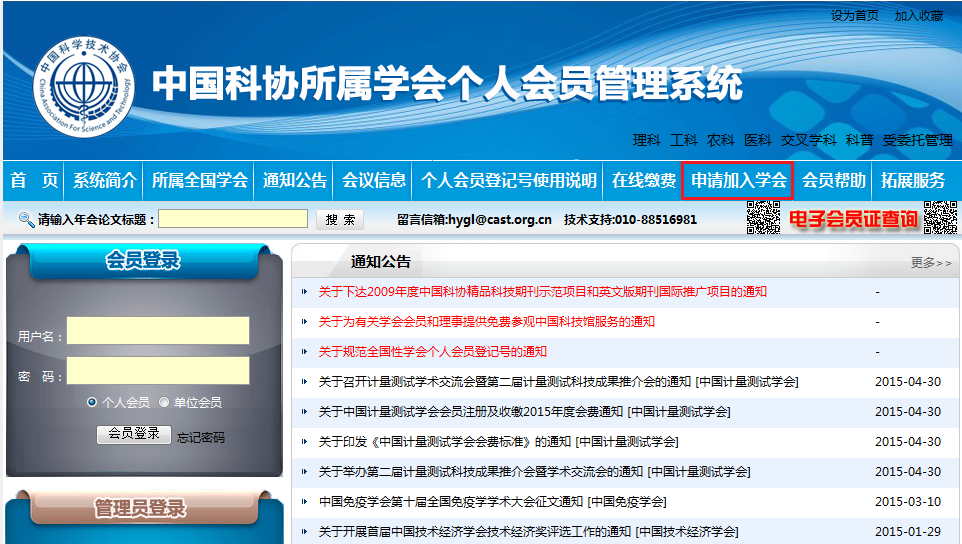 设为首页 加入收藏
中国科学技术协会
China Association For Science and Technology
中国科协所属学会个人会员管理系统
理科 工科 农科 医科 交叉学科 科普 受委托管理
首 页 系统简介 所属全国学会 通知公告 会议信息 个人会员登记号使用说明 在线缴费 申请加入学会 会员帮助 拓展服务
请输入年会论文标题： 搜 索 留言信箱:hygl@cast.org.cn 技术支持:010-88516981 电子会员证查询
会员登录
用户名：
密 码：
个人会员 单位会员
会员登录 忘记密码
管理员登录
通知公告 更多>>
关于下达2009年度中国科协精品科技期刊示范项目和英文版期刊国际推广项目的通知 -
关于为有关学会会员和理事提供免费参观中国科技馆服务的通知 -
关于规范全国性学会个人会员登记号的通知 -
关于召开计量测试学术交流会暨第二届计量测试科技成果推介会的通知 [中国计量测试学会] 2015-04-30
关于中国计量测试学会会员注册及收缴2015年度会费通知 [中国计量测试学会] 2015-04-30
关于印发《中国计量测试学会会费标准》的通知 [中国计量测试学会] 2015-04-30
关于举办第二届计量测试科技成果推介会暨学术交流会的通知 [中国计量测试学会] 2015-04-30
中国免疫学会第十届全国免疫学学术大会征文通知 [中国免疫学会] 2015-03-10
关于开展首届中国技术经济学会技术经济奖评选工作的通知 [中国技术经济学会] 2015-01-29